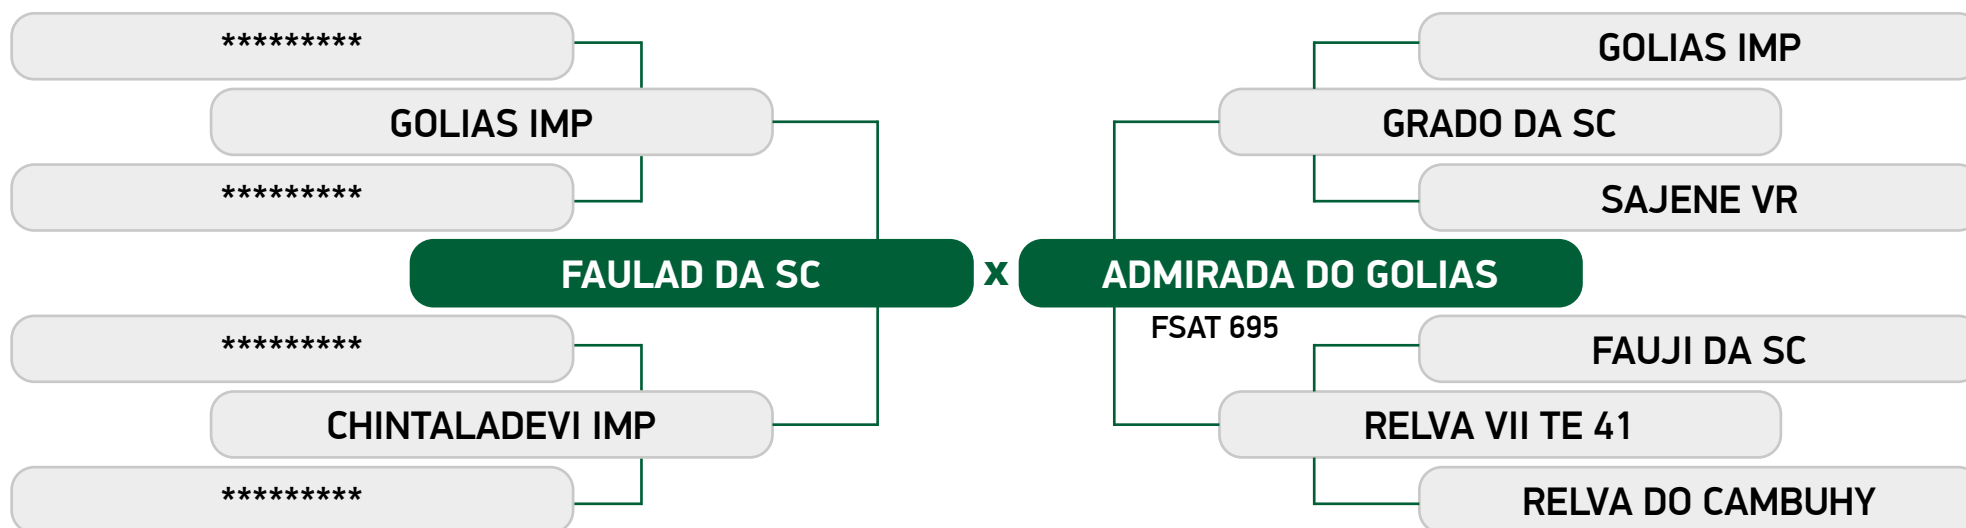 *********
GOLIAS IMP
*********
FAULAD DA SC
*********
CHINTALADEVI IMP
*********
x
GOLIAS IMP
GRADO DA SC
SAJENE VR
ADMIRADA DO GOLIAS
FSAT 695
FAUJI DA SC
RELVA VII TE 41
RELVA DO CAMBUHY